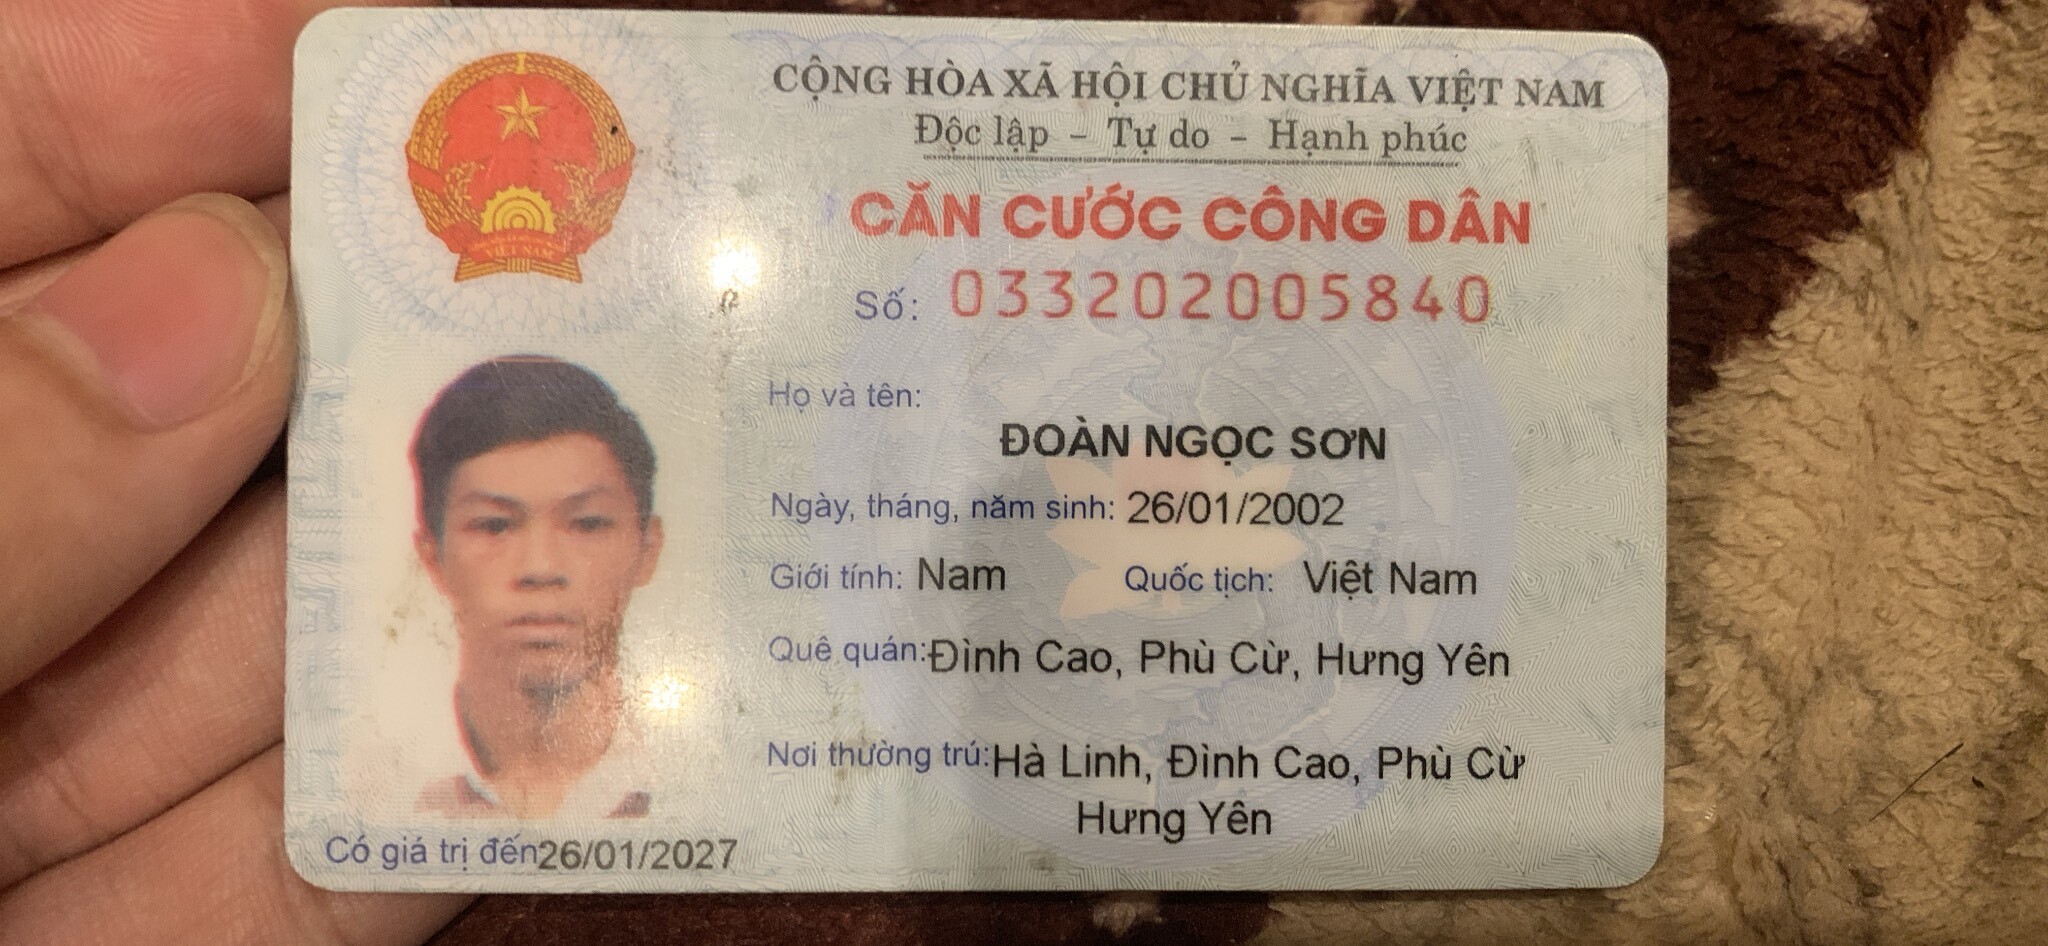 CỘNG HÒA XÃ HỘI CHỦ NGHĨA VIỆT NAM
Độc lập - Tự do - Hạnh phúc
CĂN CƯỚC CÔNG DÂN
Số: 033202005840
Họ và tên:
ĐOÀN NGỌC SƠN
Ngày, tháng, năm sinh: 26/01/2002
Giới tính: Nam Quốc tịch: Việt Nam
Quê quán: Đình Cao, Phù Cừ, Hưng Yên
Nơi thường trú: Hà Linh, Đình Cao, Phù Cừ
Hưng Yên
Có giá trị đến 26/01/2027
VIỆT NAM